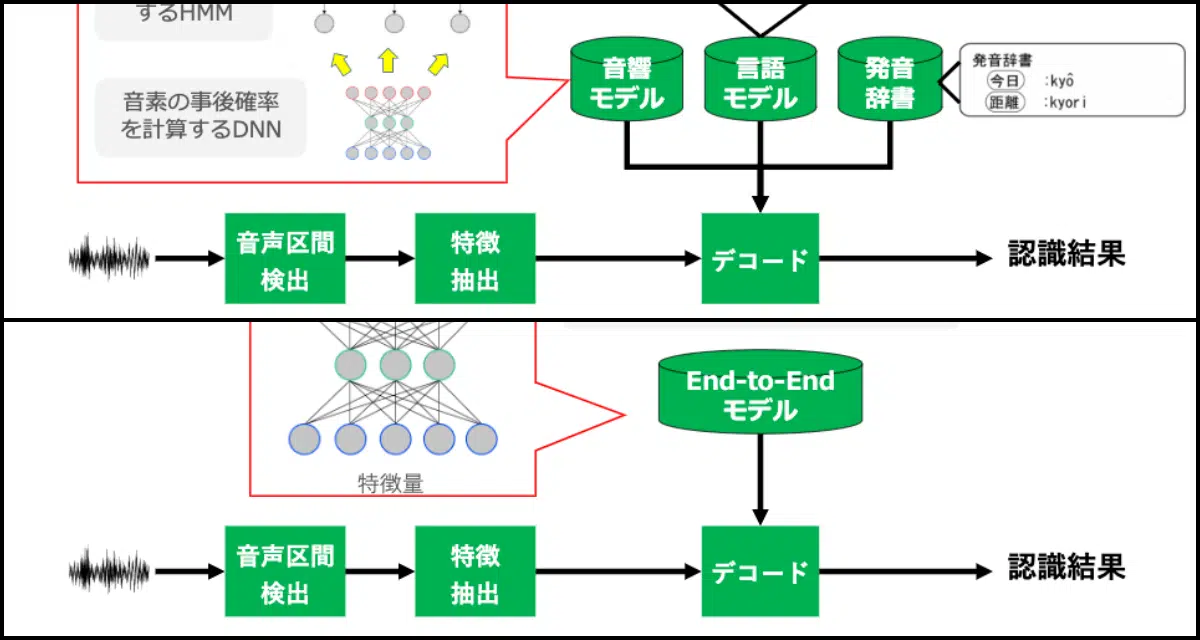 するHMM
音素の事後確率
を計算するDNN
音響
モデル
言語
モデル
発音
辞書
発音辞書
今日 :kyô
距離 :kyori
音声区間
検出
特徴
抽出
デコード
認識結果
End-to-End
モデル
特徴量
音声区間
検出
特徴
抽出
デコード
認識結果